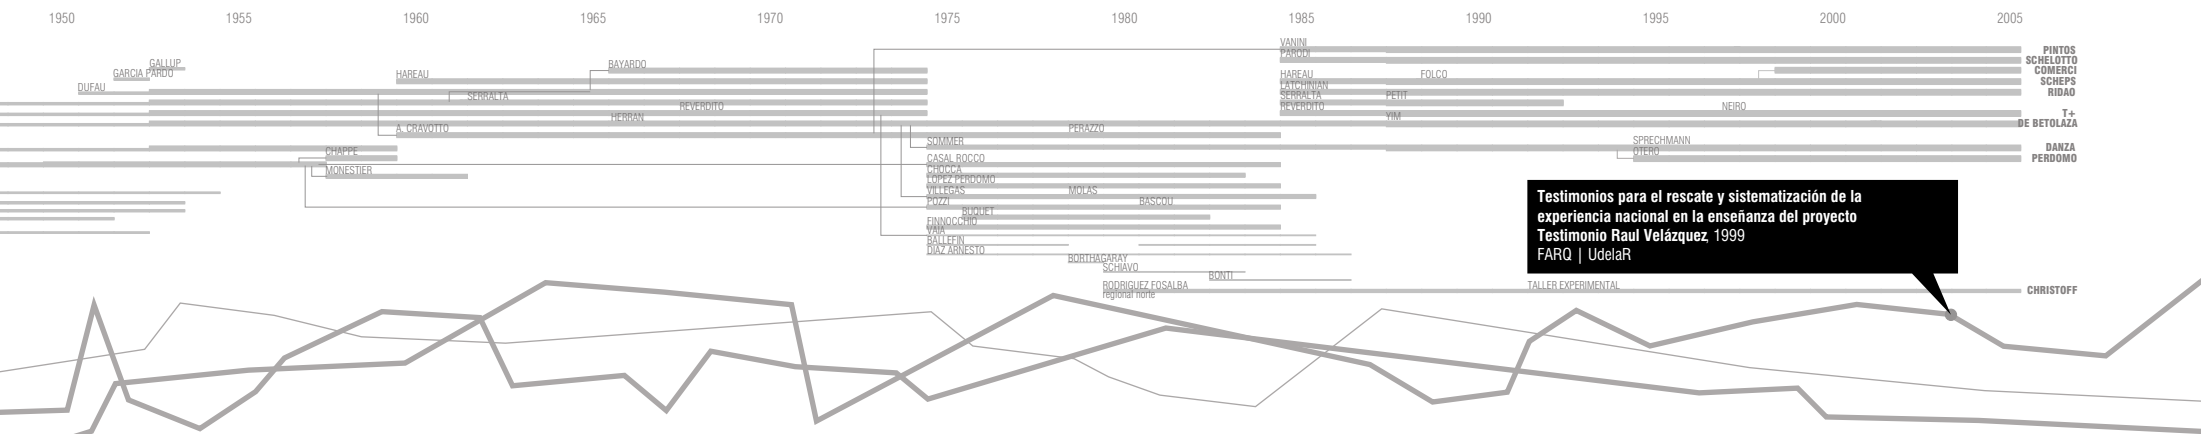 1950 1955 1960 1965 1970 1975 1980 1985 1990 1995 2000 2005
VANINI
PINTOS
PARODI
SCHELOTTO
GALLUP
BAYARDO
COMERCI
GARCIA PARDO
HAREAU
HAREAU
FOLCO
SCHEPS
DUFAU
LATCHINIAN
RIDAO
SERRALTA
SERRALTA
PETIT
REVERDITO
REVERDITO
NEIRO
T+
HERRAN
YIM
DE BETOLAZA
A. CRAVOTTO
PERAZZO
SOMMER
SPRECHMANN
DANZA
CHAPPE
OTERO
PERDOMO
CASAL ROCCO
MONESTIER
CHOCCA
LOPEZ PERDOMO
VILLEGAS
MOLAS
POZZI
BASCOU
BUQUET
FINNOCCHIO
VAIA
BALLEFIN
DIAZ ARNESTO
BORTHAGARAY
SCHIAVO
BONTI
RODRIGUEZ FOSALBA
regional norte
TALLER EXPERIMENTAL
CHRISTOFF
Testimonios para el rescate y sistematización de la
experiencia nacional en la enseñanza del proyecto
Testimonio Raul Velázquez, 1999
FARQ | UdelaR